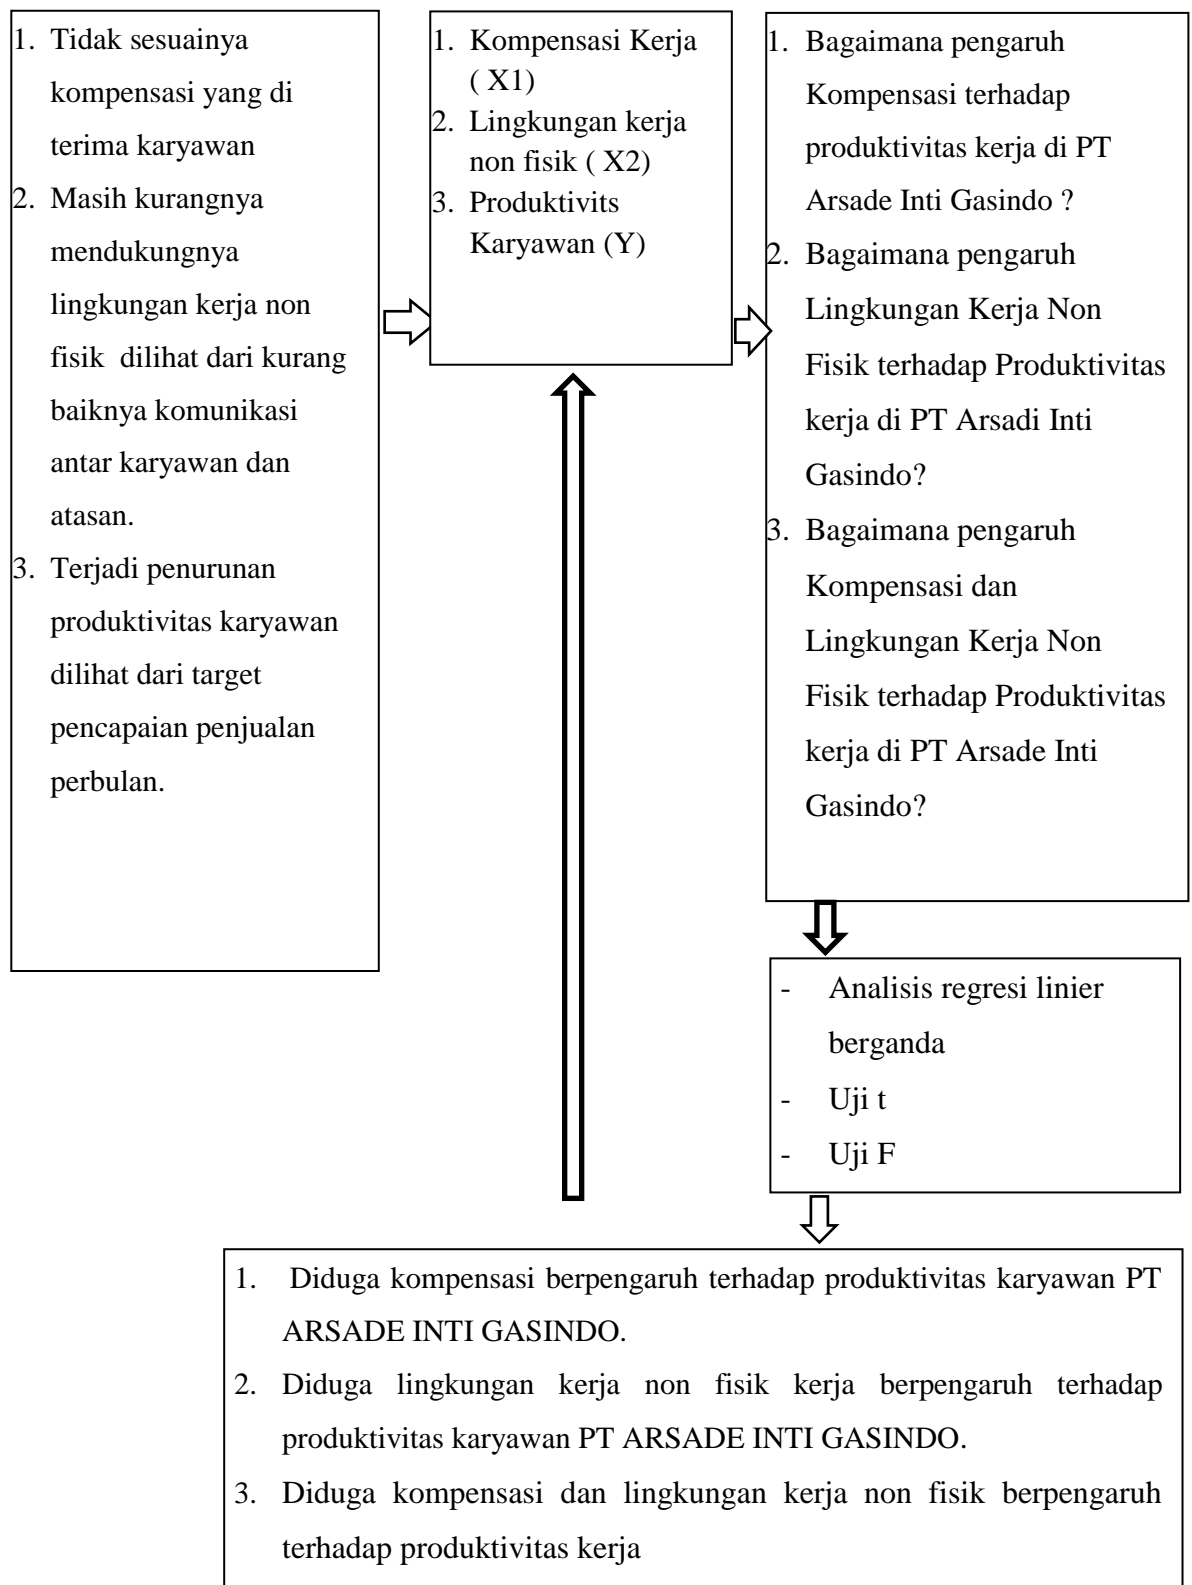 1. Tidak sesuainya
kompensasi yang di
terima karyawan
2. Masih kurangnya
mendukungnya
lingkungan kerja non
fisik dilihat dari kurang
baiknya komunikasi
antar karyawan dan
atasan.
3. Terjadi penurunan
produktivitas karyawan
dilihat dari target
pencapaian penjualan
perbulan.
1. Kompensasi Kerja
( X1)
2. Lingkungan kerja
non fisik ( X2)
3. Produktivits
Karyawan (Y)
1. Bagaimana pengaruh
Kompensasi terhadap
produktivitas kerja di PT
Arsade Inti Gasindo ?
2. Bagaimana pengaruh
Lingkungan Kerja Non
Fisik terhadap Produktivitas
kerja di PT Arsadi Inti
Gasindo?
3. Bagaimana pengaruh
Kompensasi dan
Lingkungan Kerja Non
Fisik terhadap Produktivitas
kerja di PT Arsade Inti
Gasindo?
- Analisis regresi linier
berganda
- Uji t
- Uji F
1. Diduga kompensasi berpengaruh terhadap produktivitas karyawan PT
ARSADE INTI GASINDO.
2. Diduga lingkungan kerja non fisik kerja berpengaruh terhadap
produktivitas karyawan PT ARSADE INTI GASINDO.
3. Diduga kompensasi dan lingkungan kerja non fisik berpengaruh
terhadap produktivitas kerja